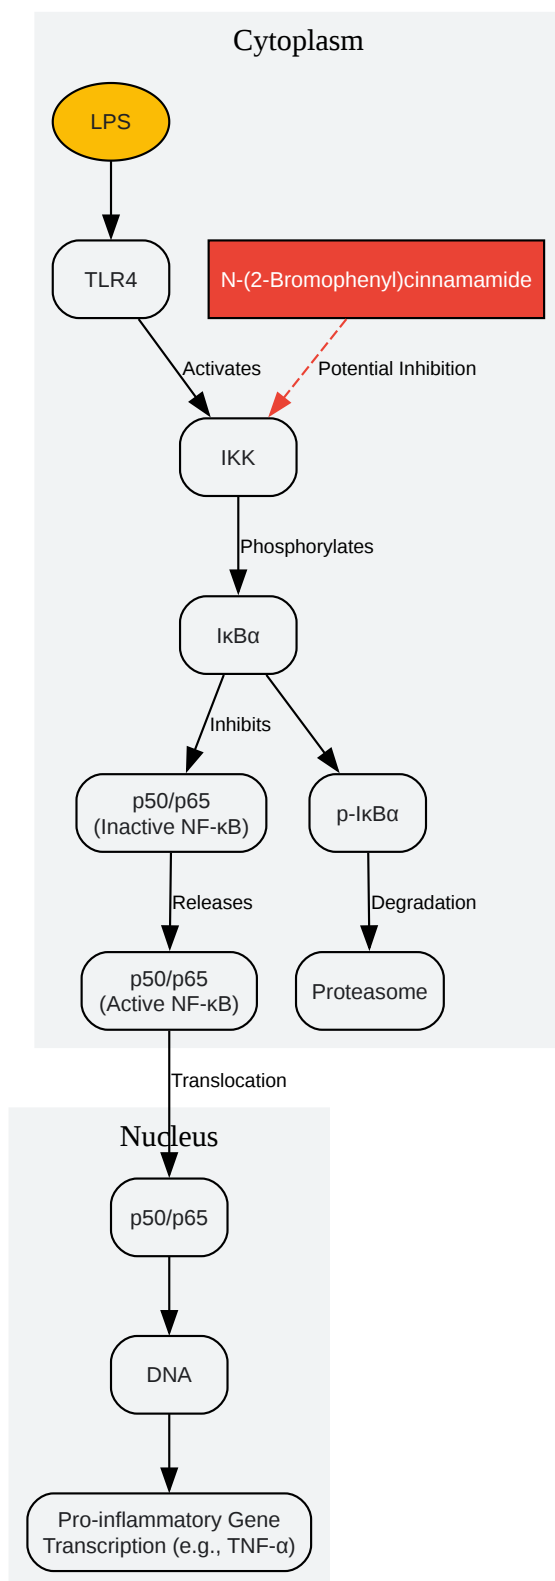 Cytoplasm
LPS
TLR4
N-(2-Bromophenyl)cinnamamide
Activates
Potential Inhibition
IKK
Phosphorylates
IκBα
Inhibits
p50/p65
(Inactive NF-κB)
p-IκBα
Releases
Degradation
p50/p65
(Active NF-κB)
Proteasome
Translocation
Nucleus
p50/p65
DNA
Pro-inflammatory Gene
Transcription (e.g., TNF-α)